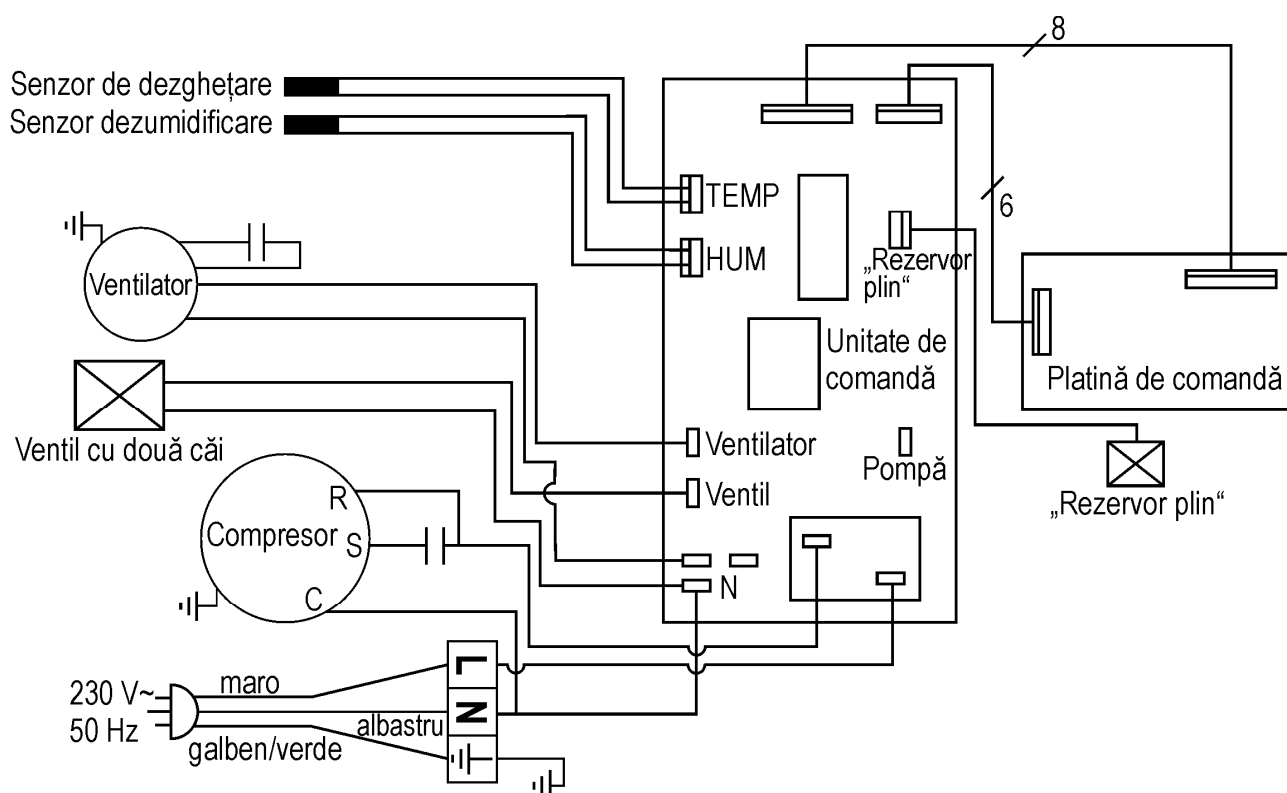 8
Senzor de dezghețare
Senzor dezumidificare
TEMP
6
HUM
„Rezervor
plin“
Ventilator
Unitate de
comandă
Platină de comandă
Ventil cu două căi
Ventilator
Pompă
Ventil
„Rezervor plin“
R
Compresor
S
N
C
L
maro
230 V~
N
50 Hz
albastru
galben/verde